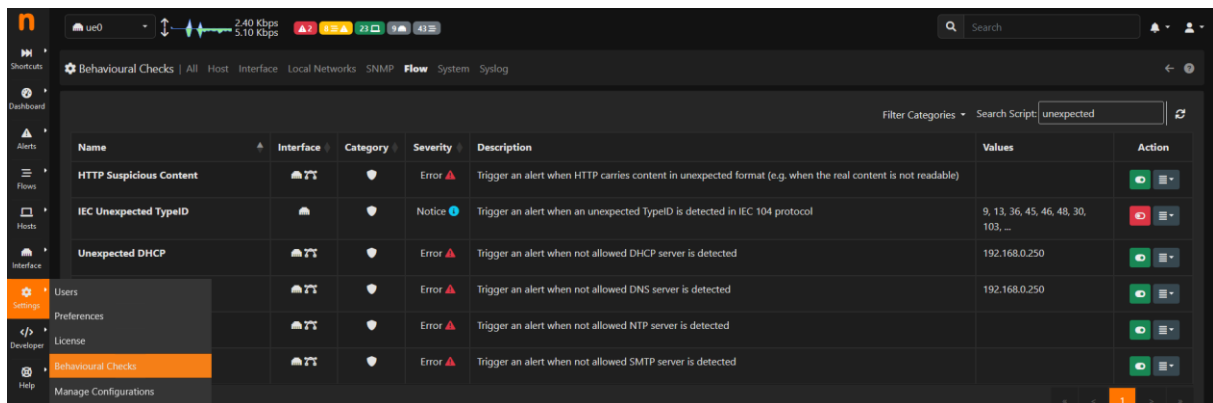 n
ue0
2.40 Kbps
5.10 Kbps
2
8
23
9
43
Search
Shortcuts
Dashboard
Alerts
Flows
Hosts
Interface
Settings
Developer
Help
Behavioural Checks | All Host Interface Local Networks SNMP Flow System Syslog
Filter Categories Search Script: unexpected
Name Interface Category Severity Description Values Action
HTTP Suspicious Content Error Trigger an alert when HTTP carries content in unexpected format (e.g. when the real content is not readable)
IEC Unexpected TypeID Notice Trigger an alert when an unexpected TypeID is detected in IEC 104 protocol 9, 13, 36, 45, 46, 48, 30,
103, ...
Unexpected DHCP Error Trigger an alert when not allowed DHCP server is detected 192.168.0.250
Error Trigger an alert when not allowed DNS server is detected 192.168.0.250
Error Trigger an alert when not allowed NTP server is detected
Error Trigger an alert when not allowed SMTP server is detected
Users
Preferences
License
Behavioural Checks
Manage Configurations
« < 1 > »